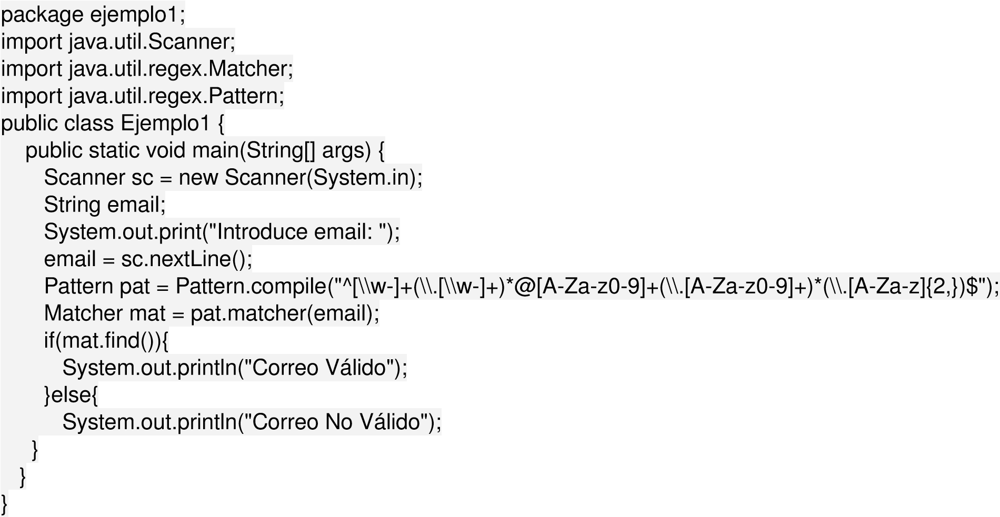 package ejemplo1;
import java.util.Scanner;
import java.util.regex.Matcher;
import java.util.regex.Pattern;
public class Ejemplo1 {
public static void main(String[] args) {
Scanner sc = new Scanner(System.in);
String email;
System.out.print("Introduce email: ");
email = sc.nextLine();
Pattern pat = Pattern.compile("^[\\w-]+(\\.[\\w-]+)*@[A-Za-z0-9]+(\\.[A-Za-z0-9]+)*(\\.[A-Za-z]{2,})$");
Matcher mat = pat.matcher(email);
if(mat.find()){
System.out.println("Correo Válido");
}else{
System.out.println("Correo No Válido");
}
}
}